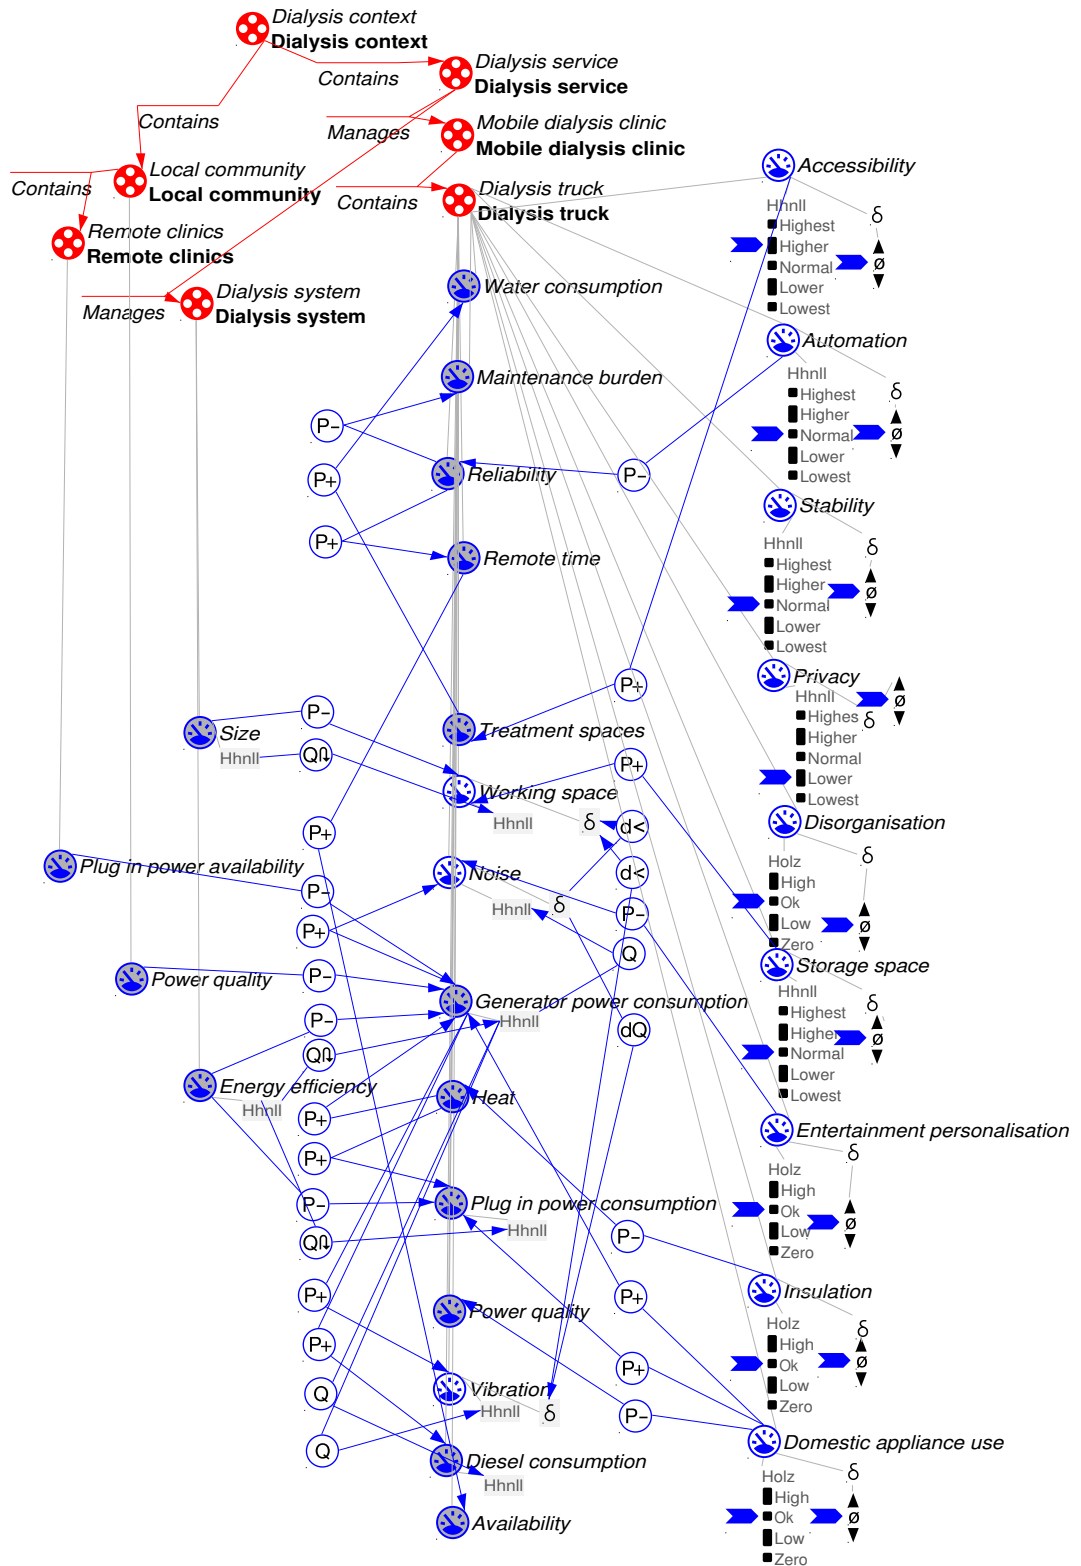 Dialysis context
Dialysis context
Contains
Dialysis service
Dialysis service
Contains
Manages
Mobile dialysis clinic
Mobile dialysis clinic
Local community
Local community
Contains
Contains
Dialysis truck
Dialysis truck
Remote clinics
Remote clinics
Manages
Dialysis system
Dialysis system
Accessibility
δ
Hhnll
Highest
Higher
Normal
Lower
Lowest
ø
Water consumption
Automation
Hhnll
Highest
Higher
Normal
Lower
Lowest
δ
ø
Maintenance burden
P−
Reliability
P−
P+
Stability
Hhnll
Highest
Higher
Normal
Lower
Lowest
δ
ø
P+
Remote time
Privacy
Hhnll
Highes
Higher
Normal
Lower
Lowest
δ
ø
P+
Size
P−
Hhnll
Q
Treatment spaces
P+
Working space
Hhnll
δ
d<
Disorganisation
Holz
High
Ok
Low
Zero
δ
ø
P+
Plug in power availability
P−
Noise
Hhnll
δ
d<
P−
P+
Q
Storage space
Hhnll
Highest
Higher
Normal
Lower
Lowest
δ
ø
Power quality
P−
Generator power consumption
Hhnll
dQ
P−
Q
Energy efficiency
Hhnll
Heat
P+
P+
Entertainment personalisation
Holz
High
Ok
Low
Zero
δ
ø
P−
Plug in power consumption
Hhnll
Q
P−
Insulation
Holz
High
Ok
Low
Zero
δ
ø
P+
Power quality
P+
P+
P+
Q
Vibration
Hhnll
δ
P−
Q
Diesel consumption
Hhnll
Domestic appliance use
Holz
High
Ok
Low
Zero
δ
ø
Availability